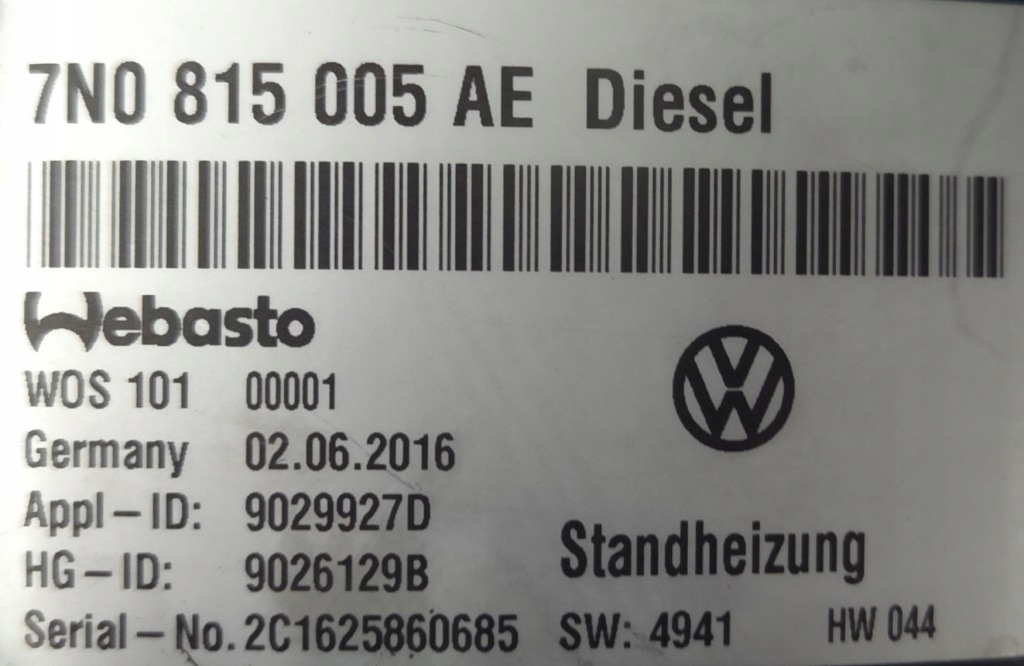 7N0 815 005 AE Diesel
Webasto
WOS 101 00001
Germany 02.06.2016
Appl-ID: 9029927D
HG-ID: 9026129B
Standheizung
Serial-No. 2C1625860685 SW: 4941 HW 044